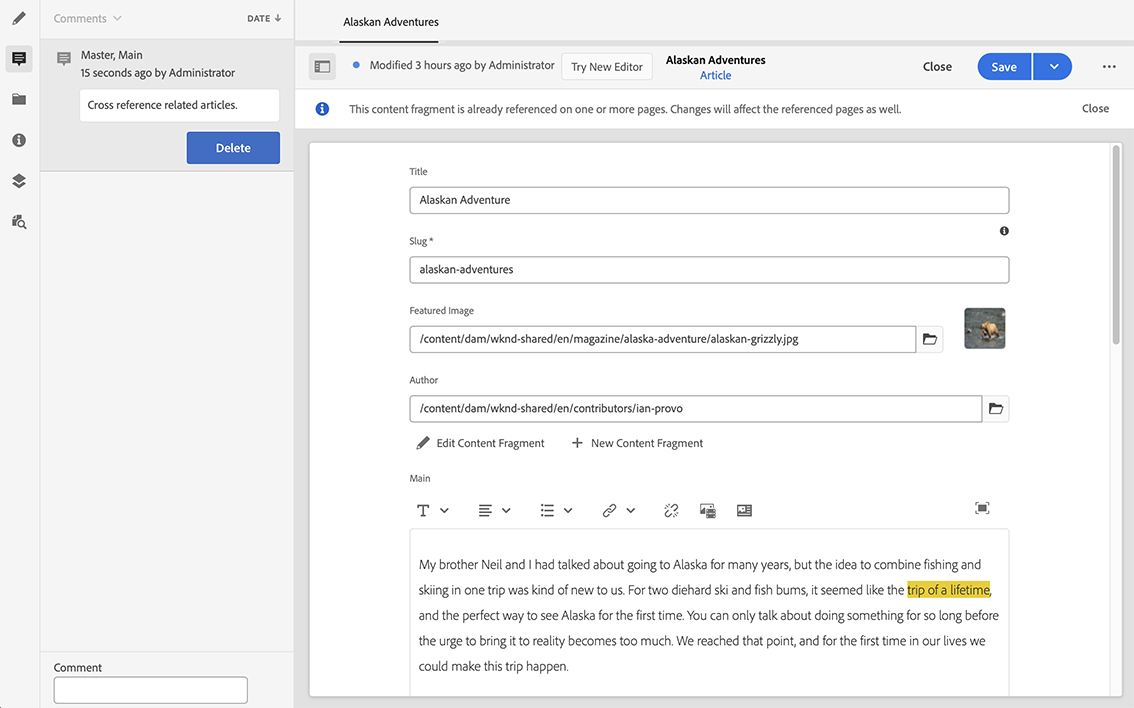 Comments
DATE
Master, Main
15 seconds ago by Administrator
Cross reference related articles.
Delete
Comment
Alaskan Adventures
Modified 3 hours ago by Administrator
Try New Editor
Alaskan Adventures
Article
Close
Save
This content fragment is already referenced on one or more pages. Changes will affect the referenced pages as well.
Close
Title
Alaskan Adventure
Slug *
alaskan-adventures
Featured Image
/content/dam/wknd-shared/en/magazine/alaska-adventure/alaskan-grizzly.jpg
Author
/content/dam/wknd-shared/en/contributors/ian-provo
Edit Content Fragment
New Content Fragment
Main
My brother Neil and I had talked about going to Alaska for many years, but the idea to combine fishing and
skiing in one trip was kind of new to us. For two diehard ski and fish bums, it seemed like the trip of a lifetime,
and the perfect way to see Alaska for the first time. You can only talk about doing something for so long before
the urge to bring it to reality becomes too much. We reached that point, and for the first time in our lives we
could make this trip happen.